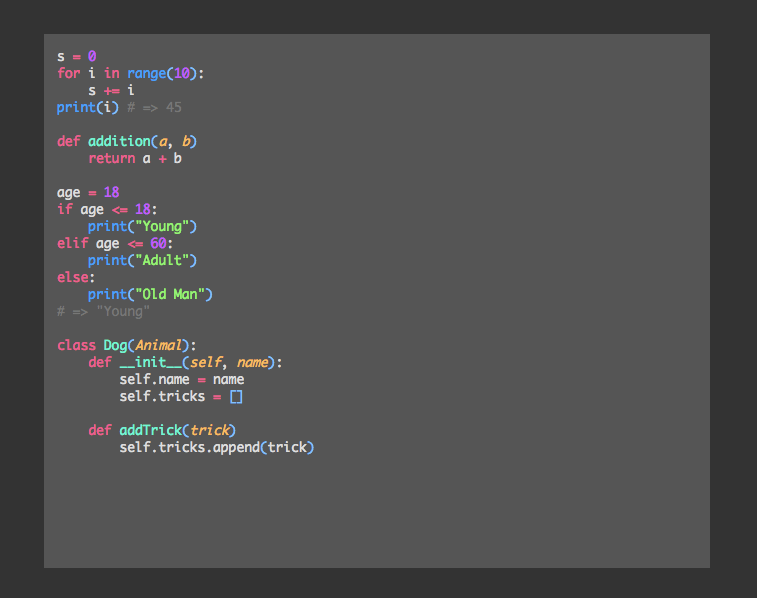 s = 0
for i in range(10):
    s += i
print(i) # => 45

def addition(a, b)
    return a + b

age = 18
if age <= 18:
    print("Young")
elif age <= 60:
    print("Adult")
else:
    print("Old Man")
# => "Young"

class Dog(Animal):
    def __init__(self, name):
        self.name = name
        self.tricks = []

    def addTrick(trick)
        self.tricks.append(trick)